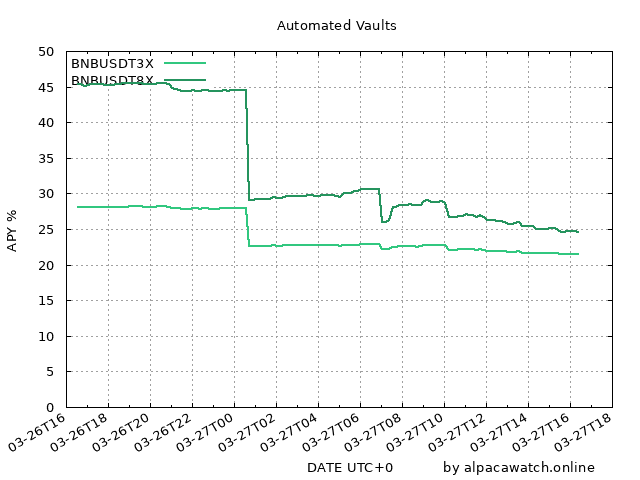 Automated Vaults
BNBUSDT3X
BNBUSDT8X
50
45
40
35
30
25
20
15
10
5
0
APY %
03-26T16
03-26T18
03-26T20
03-26T22
03-27T00
03-27T02
03-27T04
03-27T06
03-27T08
03-27T10
03-27T12
03-27T14
03-27T16
03-27T18
DATE UTC+0
by alpacawatch.online